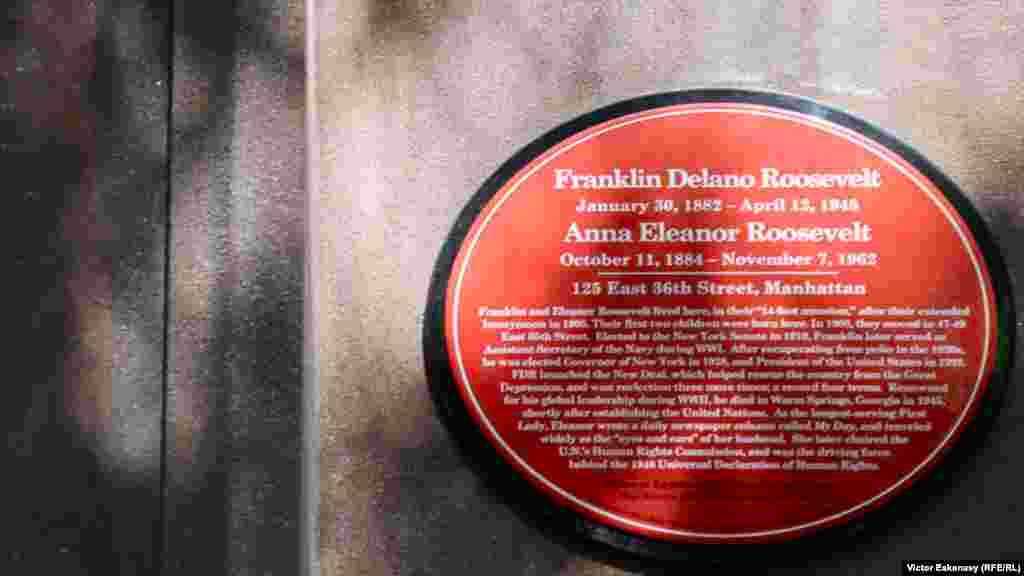 Franklin Delano Roosevelt
January 30, 1882 – April 12, 1945
Anna Eleanor Roosevelt
October 11, 1884 – November 7, 1962
125 East 36th Street, Manhattan
Franklin and Eleanor Roosevelt lived here, in their "14-foot mansion," after their extended
honeymoon in 1905. Their first two children were born here. In 1908, they moved to 47-49
East 65th Street. Elected to the New York Senate in 1910, Franklin later served as
Assistant Secretary of the Navy during WWI. After recuperating from polio in the 1920s,
he was elected Governor of New York in 1928, and President of the United States in 1932.
FDR launched the New Deal, which helped rescue the country from the Great
Depression, and won reelection three more times; a record four terms. Renowned
for his global leadership during WWII, he died in Warm Springs, Georgia in 1945,
shortly after establishing the United Nations. As the longest-serving First
Lady, Eleanor wrote a daily newspaper column called My Day, and traveled
widely as the "eyes and ears" of her husband. She later chaired the
U.N.'s Human Rights Commission, and was the driving force
behind the 1948 Universal Declaration of Human Rights.
Victor Eskenasy (RFE/RL)